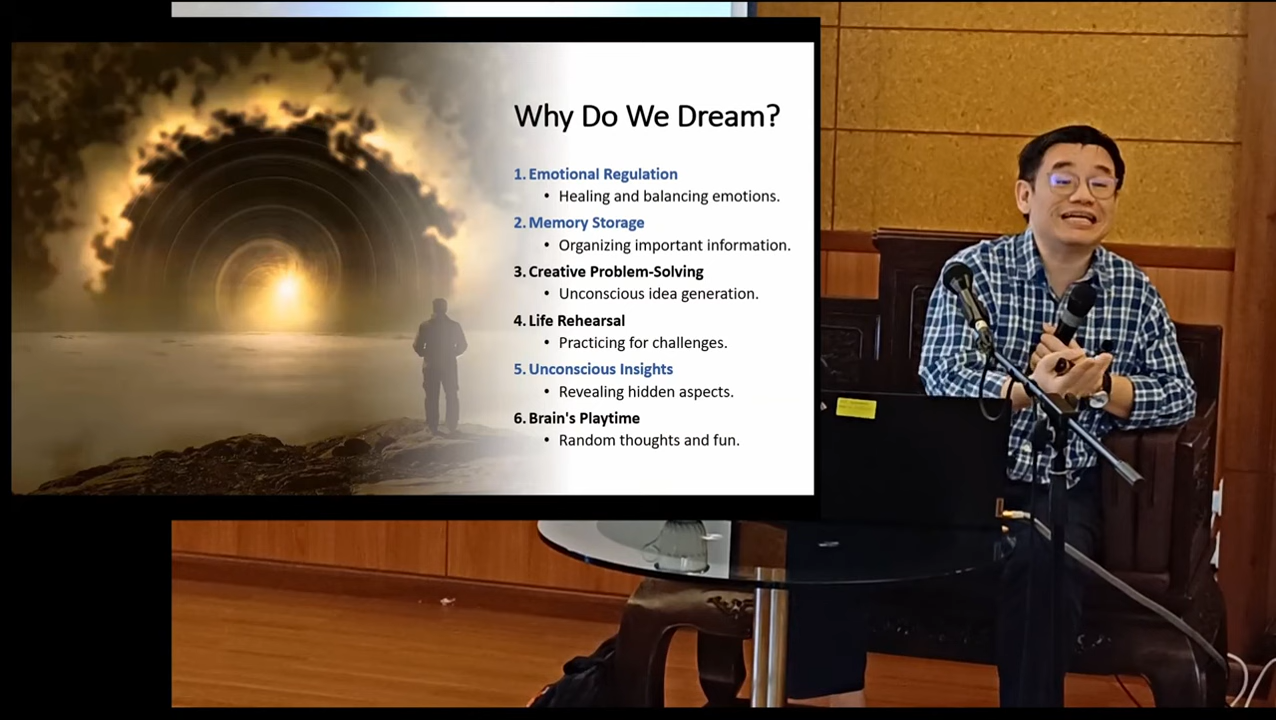 Why Do We Dream?
1. Emotional Regulation
• Healing and balancing emotions.
2. Memory Storage
• Organizing important information.
3. Creative Problem-Solving
• Unconscious idea generation.
4. Life Rehearsal
• Practicing for challenges.
5. Unconscious Insights
• Revealing hidden aspects.
6. Brain's Playtime
• Random thoughts and fun.